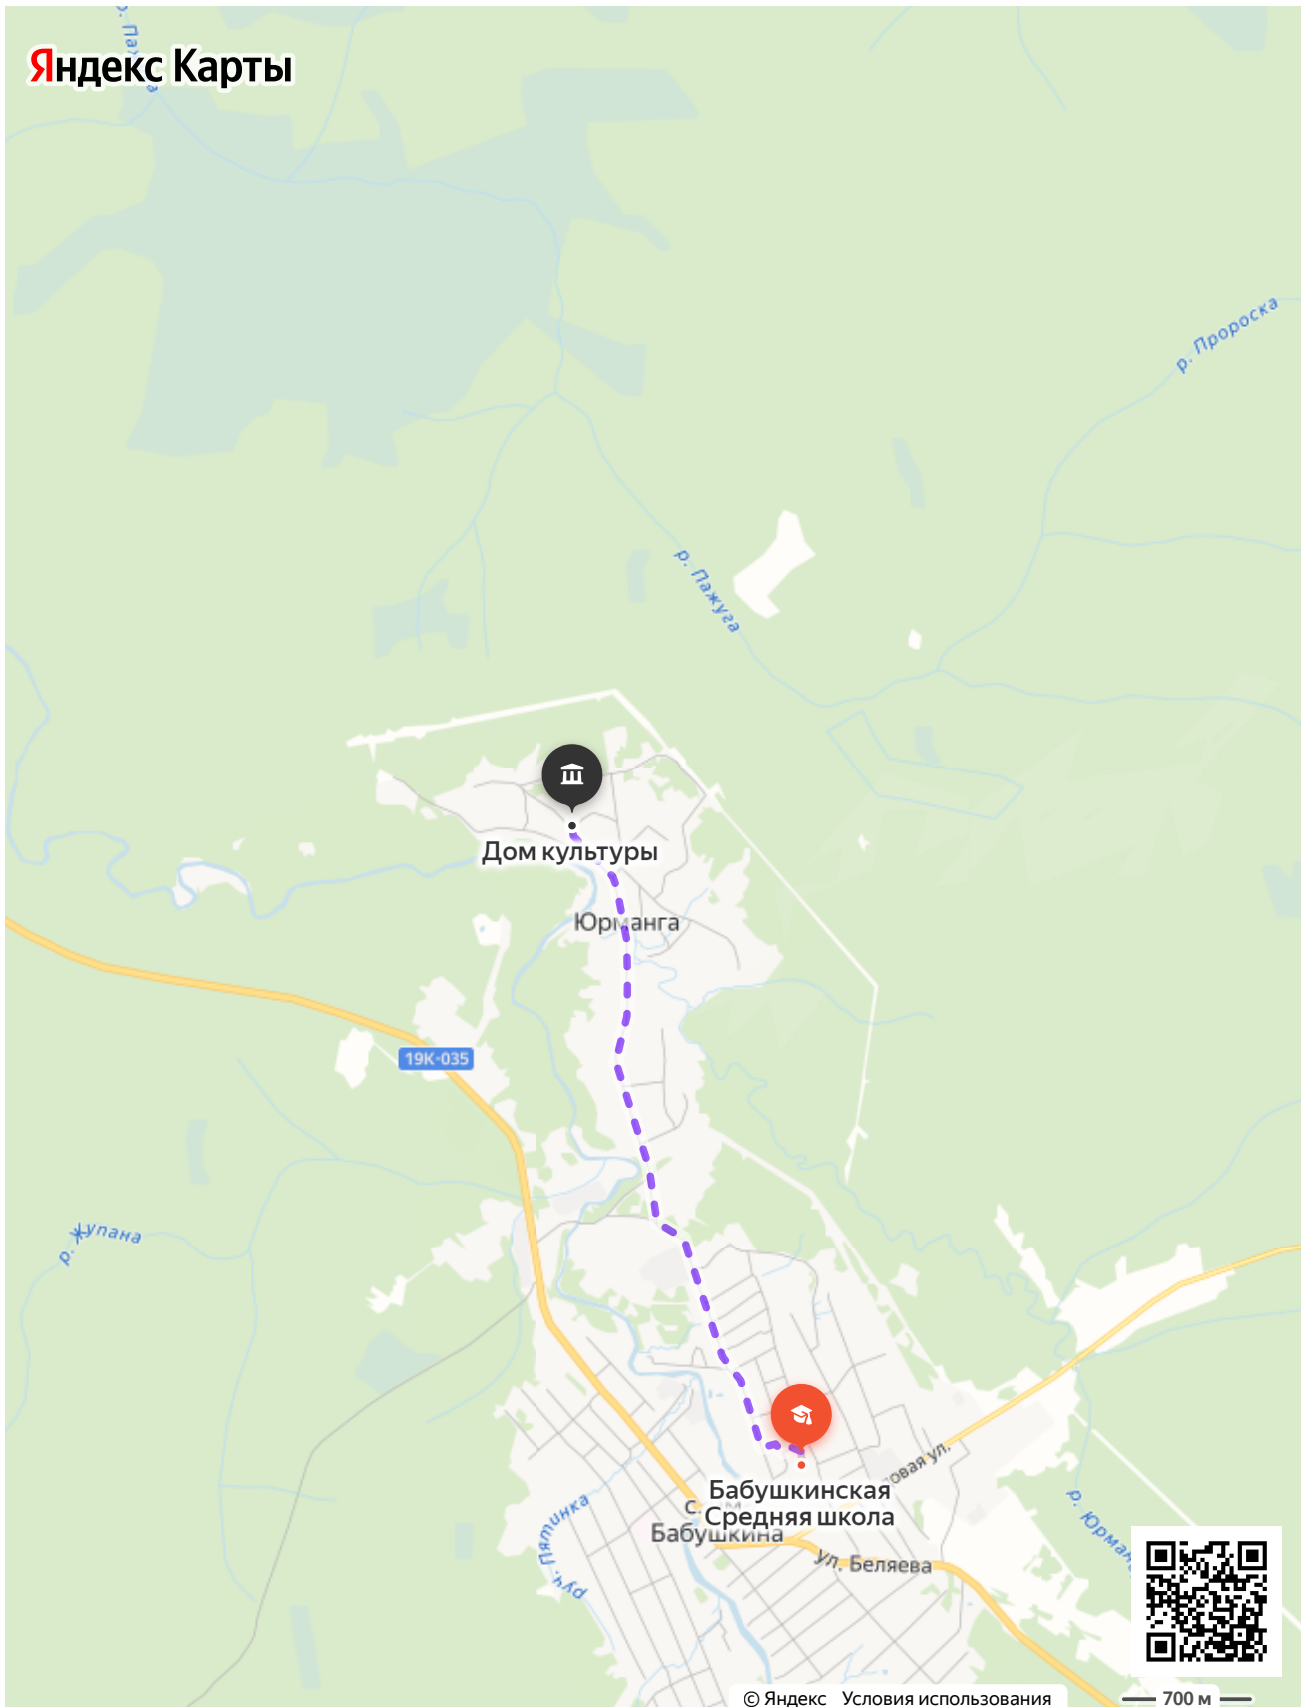 Яндекс Карты
р. Пажуга
р. Пророска
р. Пажуга
Дом культуры
Юрманга
19К-035
р. Жупана
Бабушкинская
Средняя школа
Бабушкина
ул. Беляева
руч. Пятинка
© Яндекс Условия использования
700 м